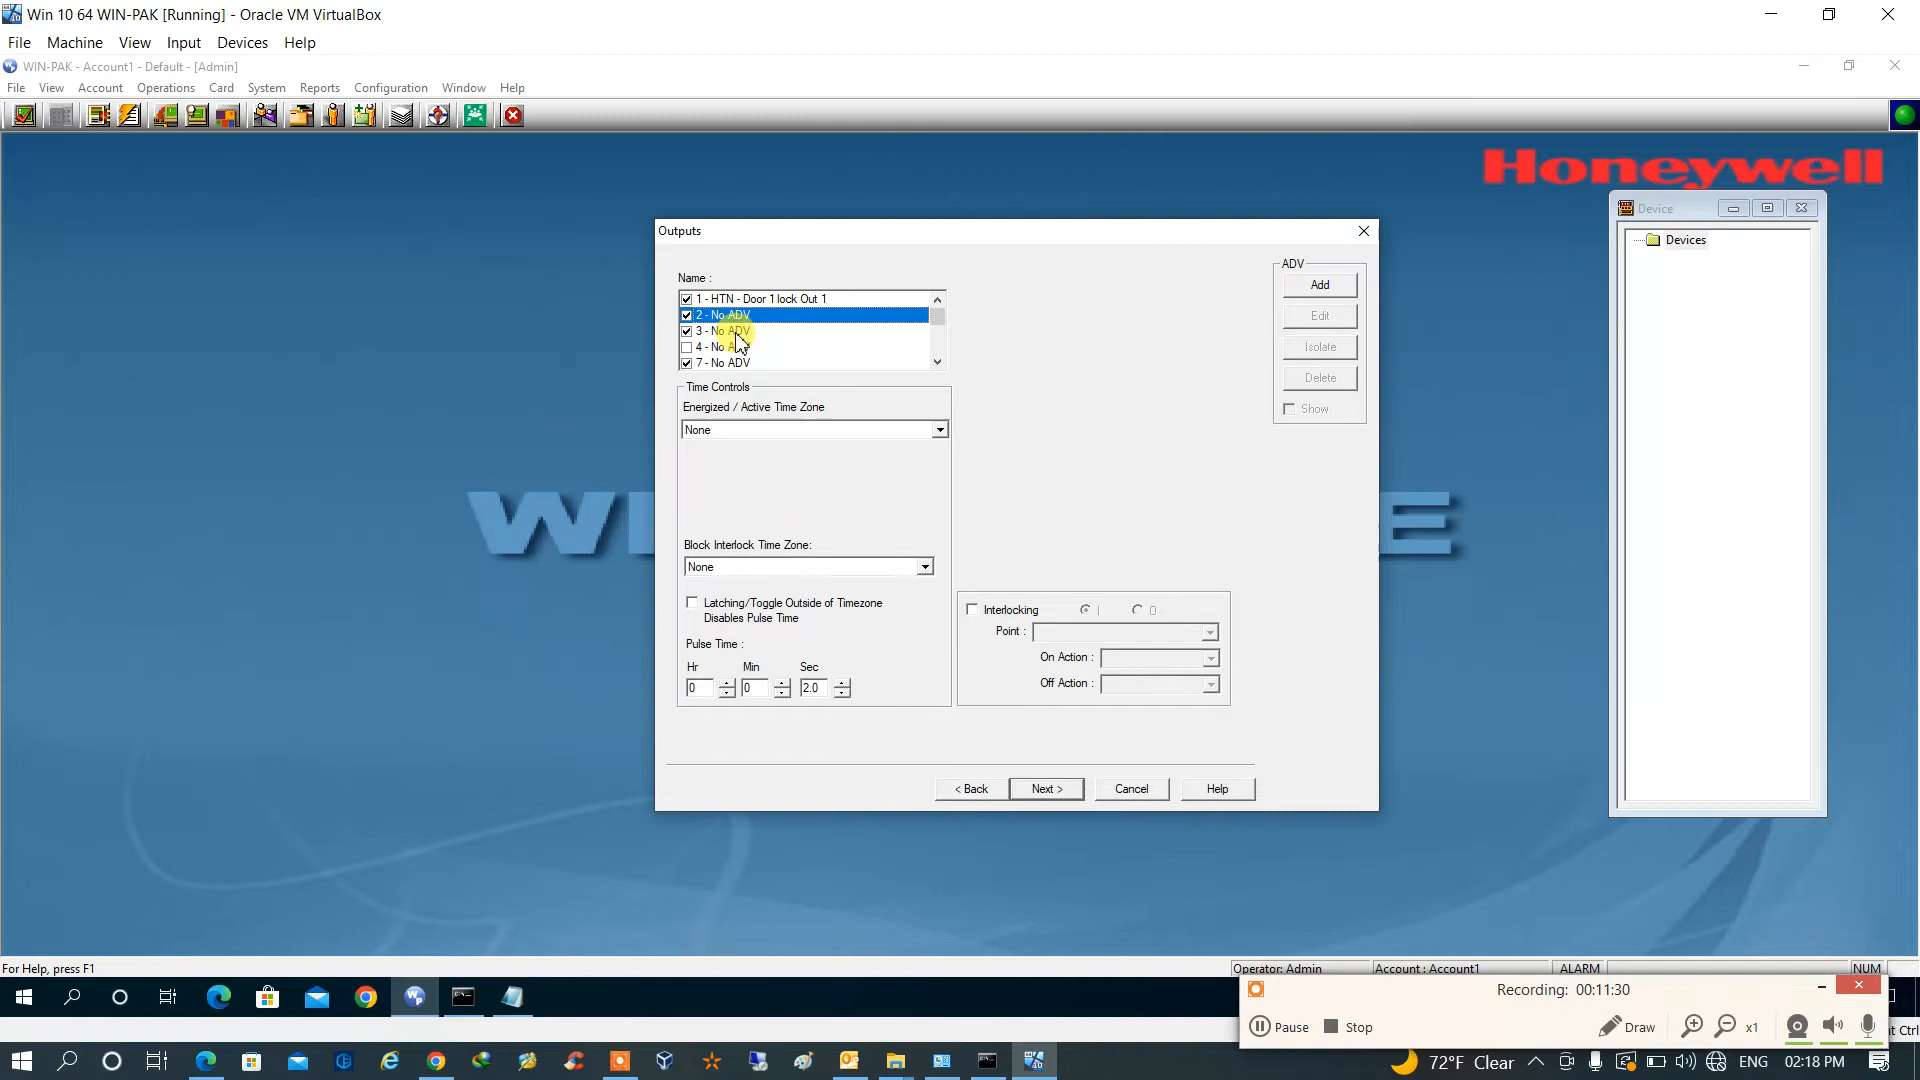 Win 10 64 WIN-PAK [Running] - Oracle VM VirtualBox
File Machine View Input Devices Help
WIN-PAK - Account1 - Default - [Admin]
File View Account Operations Card System Reports Configuration Window Help
Honeywell
Outputs
Device
Devices
Name :
1 - HTN - Door 1 lock Out 1
2 - No ADV
3 - No ADV
4 - No
7 - No ADV
ADV
Add
Edit
Isolate
Delete
Show
Time Controls
Energized / Active Time Zone
None
Block Interlock Time Zone:
None
Latching/Toggle Outside of Timezone
Disables Pulse Time
Pulse Time :
Hr Min Sec
0 0 2.0
Interlocking I O
Point :
On Action :
Off Action :
< Back Next > Cancel Help
For Help, press F1
Operator: Admin Account : Account1 ALARM NUM
Recording: 00:11:30
Pause Stop Draw x1
72°F Clear ENG 02:18 PM